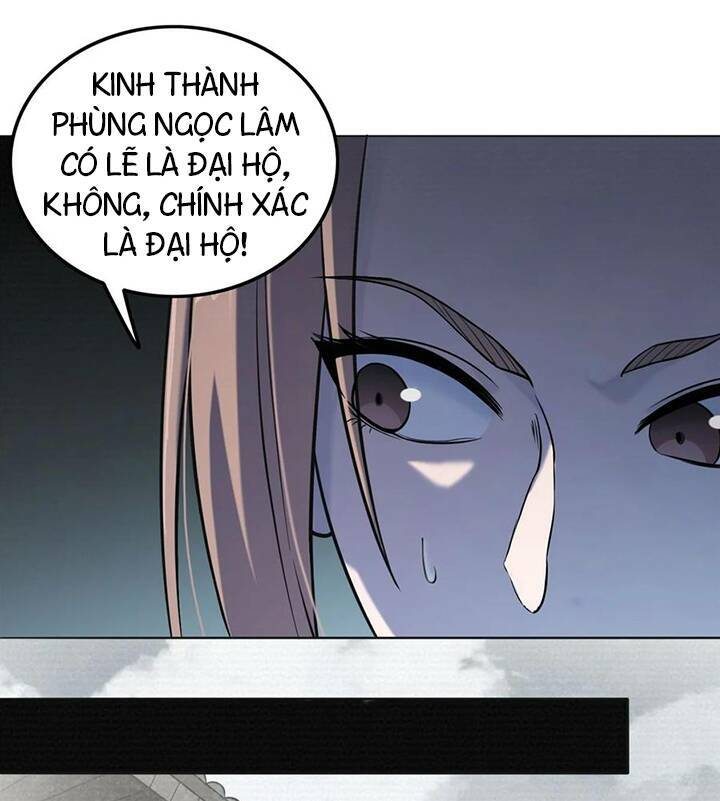 KINH THÀNH
PHÙNG NGỌC LÂM
CÓ LẼ LÀ ĐẠI HỘ,
KHÔNG, CHÍNH XÁC
LÀ ĐẠI HỘ!